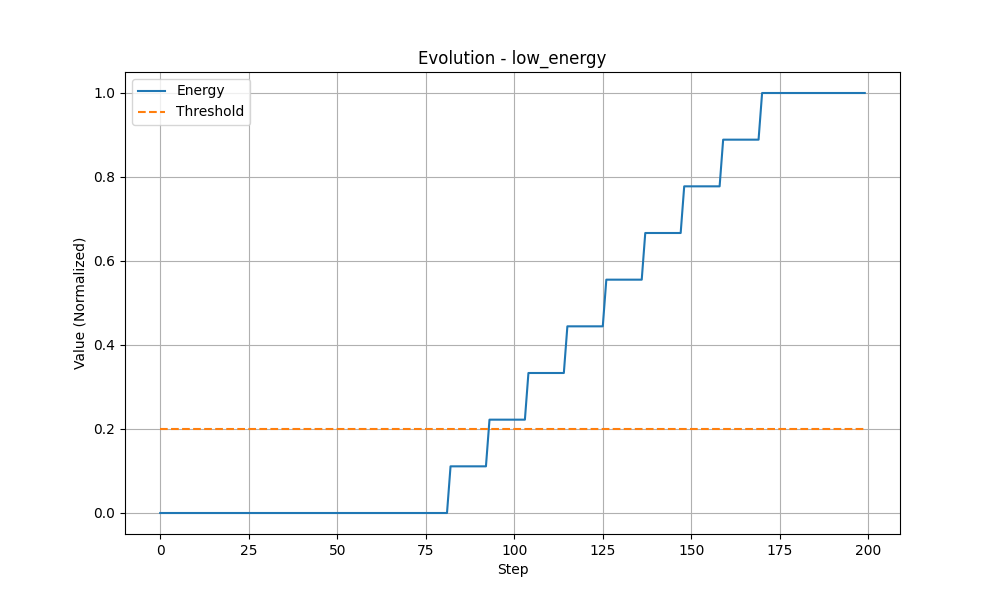 Evolution - low_energy
Energy
Threshold
1.0
0.8
0.6
0.4
0.2
0.0
Value (Normalized)
0 25 50 75 100 125 150 175 200
Step